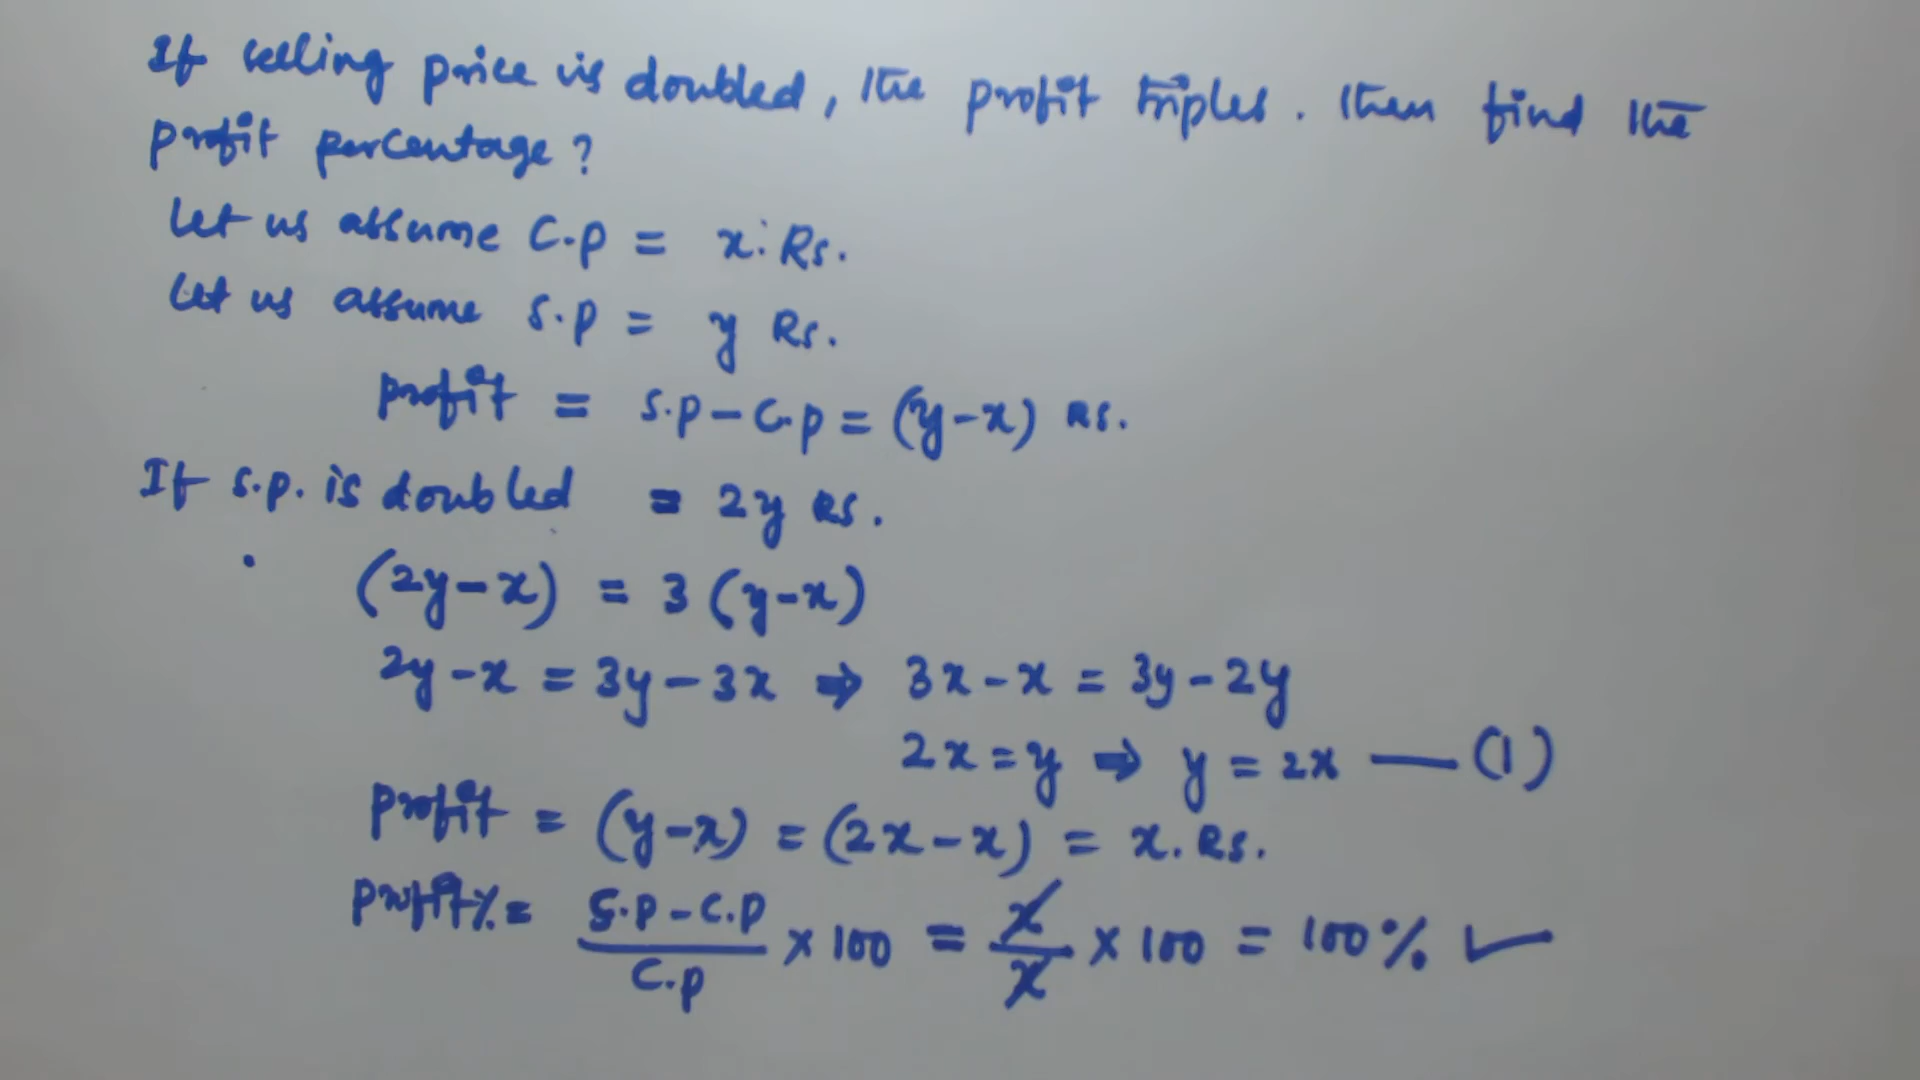 If selling price is doubled, the profit triples. Then find the
profit percentage?
Let us assume C.p = x. Rs.
Let us assume S.p = y Rs.
profit = S.p - C.p = (y-x) Rs.
If s.p. is doubled = 2y Rs.
(2y-x) = 3 (y-x)
2y-x = 3y-3x ⇒ 3x-x = 3y-2y
2x=y ⇒ y=2x —(1)
profit = (y-x) = (2x-x) = x. Rs.
profit% = S.p-C.p/C.p x 100 = x/x x 100 = 100% ✓